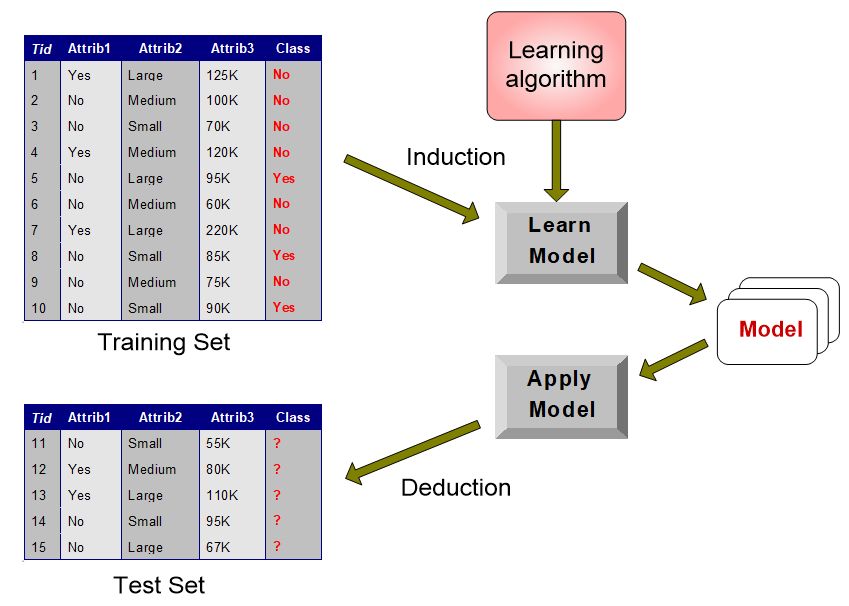 Tid Attrib1 Attrib2 Attrib3 Class
1 Yes Large 125K No
2 No Medium 100K No
3 No Small 70K No
4 Yes Medium 120K No
5 No Large 95K Yes
6 No Medium 60K No
7 Yes Large 220K No
8 No Small 85K Yes
9 No Medium 75K No
10 No Small 90K Yes
Training Set
Learning
algorithm
Induction
Learn
Model
Model
Apply
Model
Deduction
Tid Attrib1 Attrib2 Attrib3 Class
11 No Small 55K ?
12 Yes Medium 80K ?
13 Yes Large 110K ?
14 No Small 95K ?
15 No Large 67K ?
Test Set